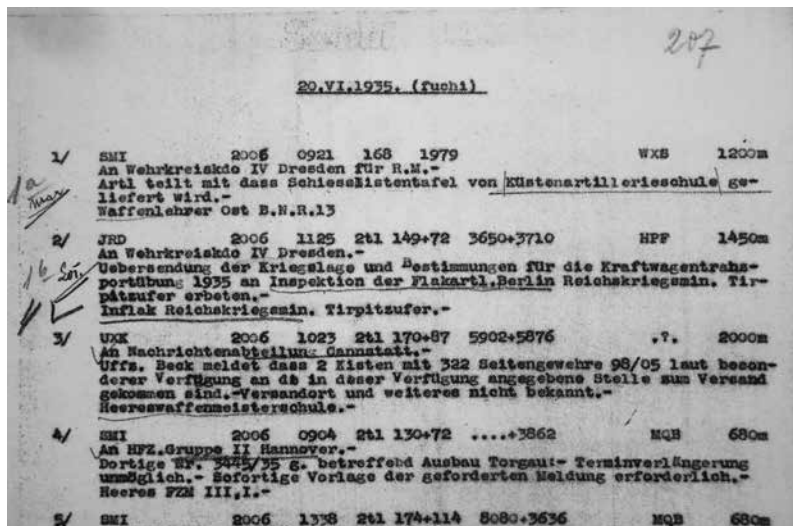 207
20.VI.1935. (fuchi)
1/ SMI 2006 0921 168 1979 WXS 1200m
An Wehrkreiskdo IV Dresden für R.M.-
Artl teilt mit dass Schiesslistentafel von Küstenartillerieschule ge-
liefert wird.-
Waffenlehrer Ost B.N.R.13
2/ JRD 2006 1125 2tl 149+72 3650+3710 HPF 1450m
An Wehrkreiskdo IV Dresden.-
Uebersendung der Kriegslage und Bestimmungen für die Kraftwagentrahs-
portübung 1935 an Inspektion der Flakartl.Berlin Reichskriegsmin. Tir-
pitzufer erbeten.-
Inflak Reichskriegsmin. Tirpitzufer.-
3/ UXK 2006 1023 2tl 170+87 5902+5876 .?. 2000m
An Nachrichtenabteilung Cannstatt.-
Uffz. Beck meldet dass 2 Kisten mit 322 Seitengewehre 98/05 laut beson-
derer Verfügung an die in deser Verfügung angegebene Stelle zum Versand
gekommen sind.-Versandort und weiteres nicht bekannt.-
Heereswaffenmeisterschule.-
4/ SMI 2006 0904 2tl 130+72 ....+3862 MQB 680m
An HFZ.Gruppe II Hannover.-
Dortige Nr. 3445/35 g. betreffend Ausbau Torgau:- Terminverlängerung
unmöglich.- Sofortige Vorlage der geforderten Meldung erforderlich.-
Heeres FZM III,I.-
5/ SMI 2006 1338 2tl 174+114 8080+3636 MQB 680m